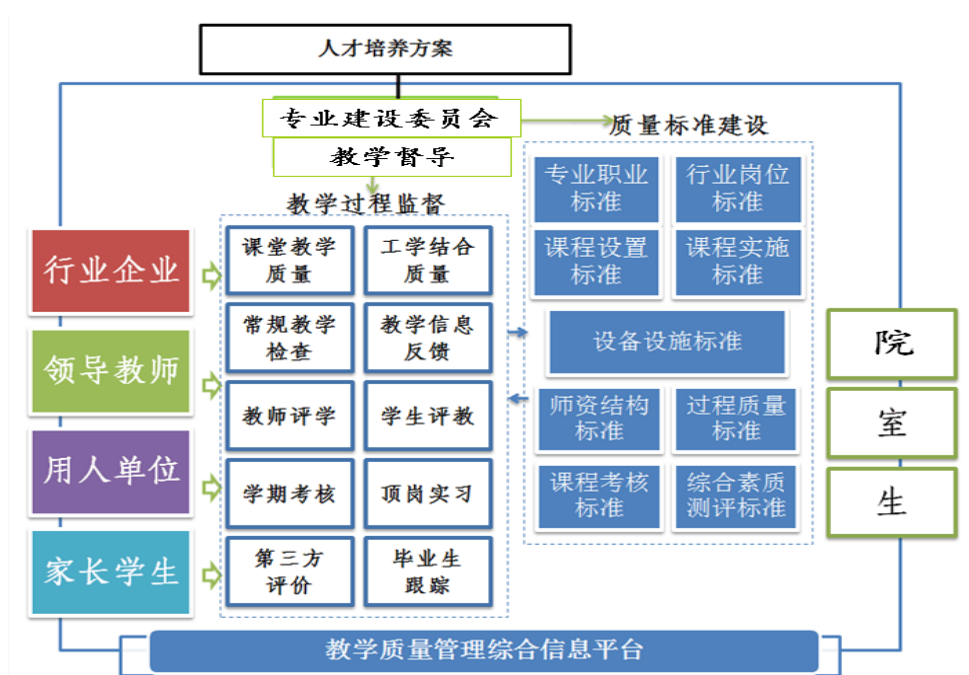 人才培养方案
专业建设委员会
教学督导
质量标准建设
教学过程监督
行业企业
领导教师
用人单位
家长学生
课堂教学
质量
工学结合
质量
常规教学
检查
教学信息
反馈
教师评学
学生评教
学期考核
顶岗实习
第三方
评价
毕业生
跟踪
专业职业
标准
行业岗位
标准
课程设置
标准
课程实施
标准
设备设施标准
师资结构
标准
过程质量
标准
课程考核
标准
综合素质
测评标准
院
室
生
教学质量管理综合信息平台